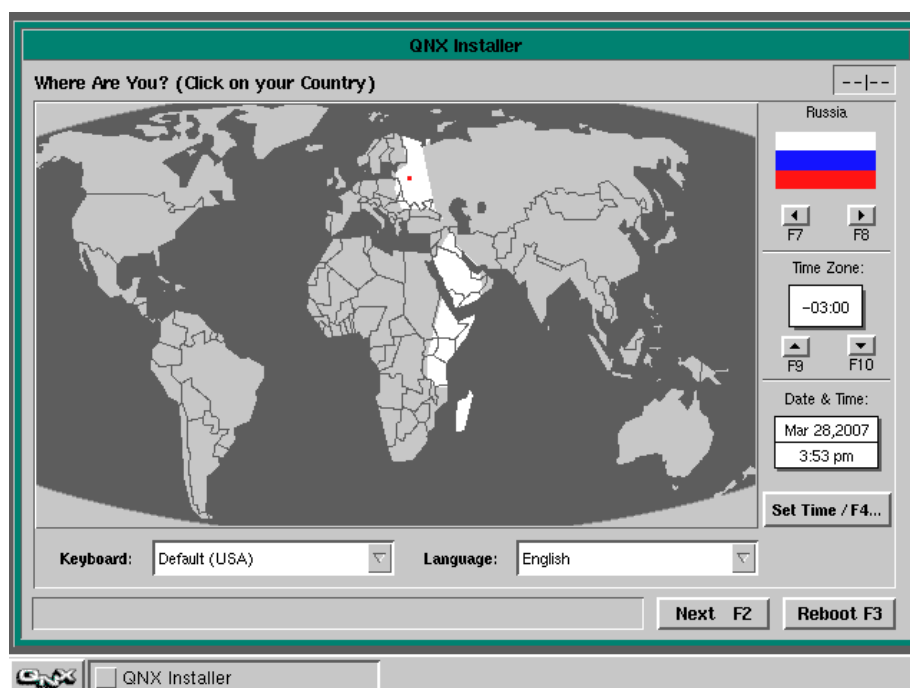 QNX Installer
Where Are You? (Click on your Country)
--|--
Russia
F7 F8
Time Zone:
-03:00
F9 F10
Date & Time:
Mar 28,2007
3:53 pm
Set Time / F4...
Keyboard: Default (USA) Language: English
Next F2 Reboot F3
QNX QNX Installer